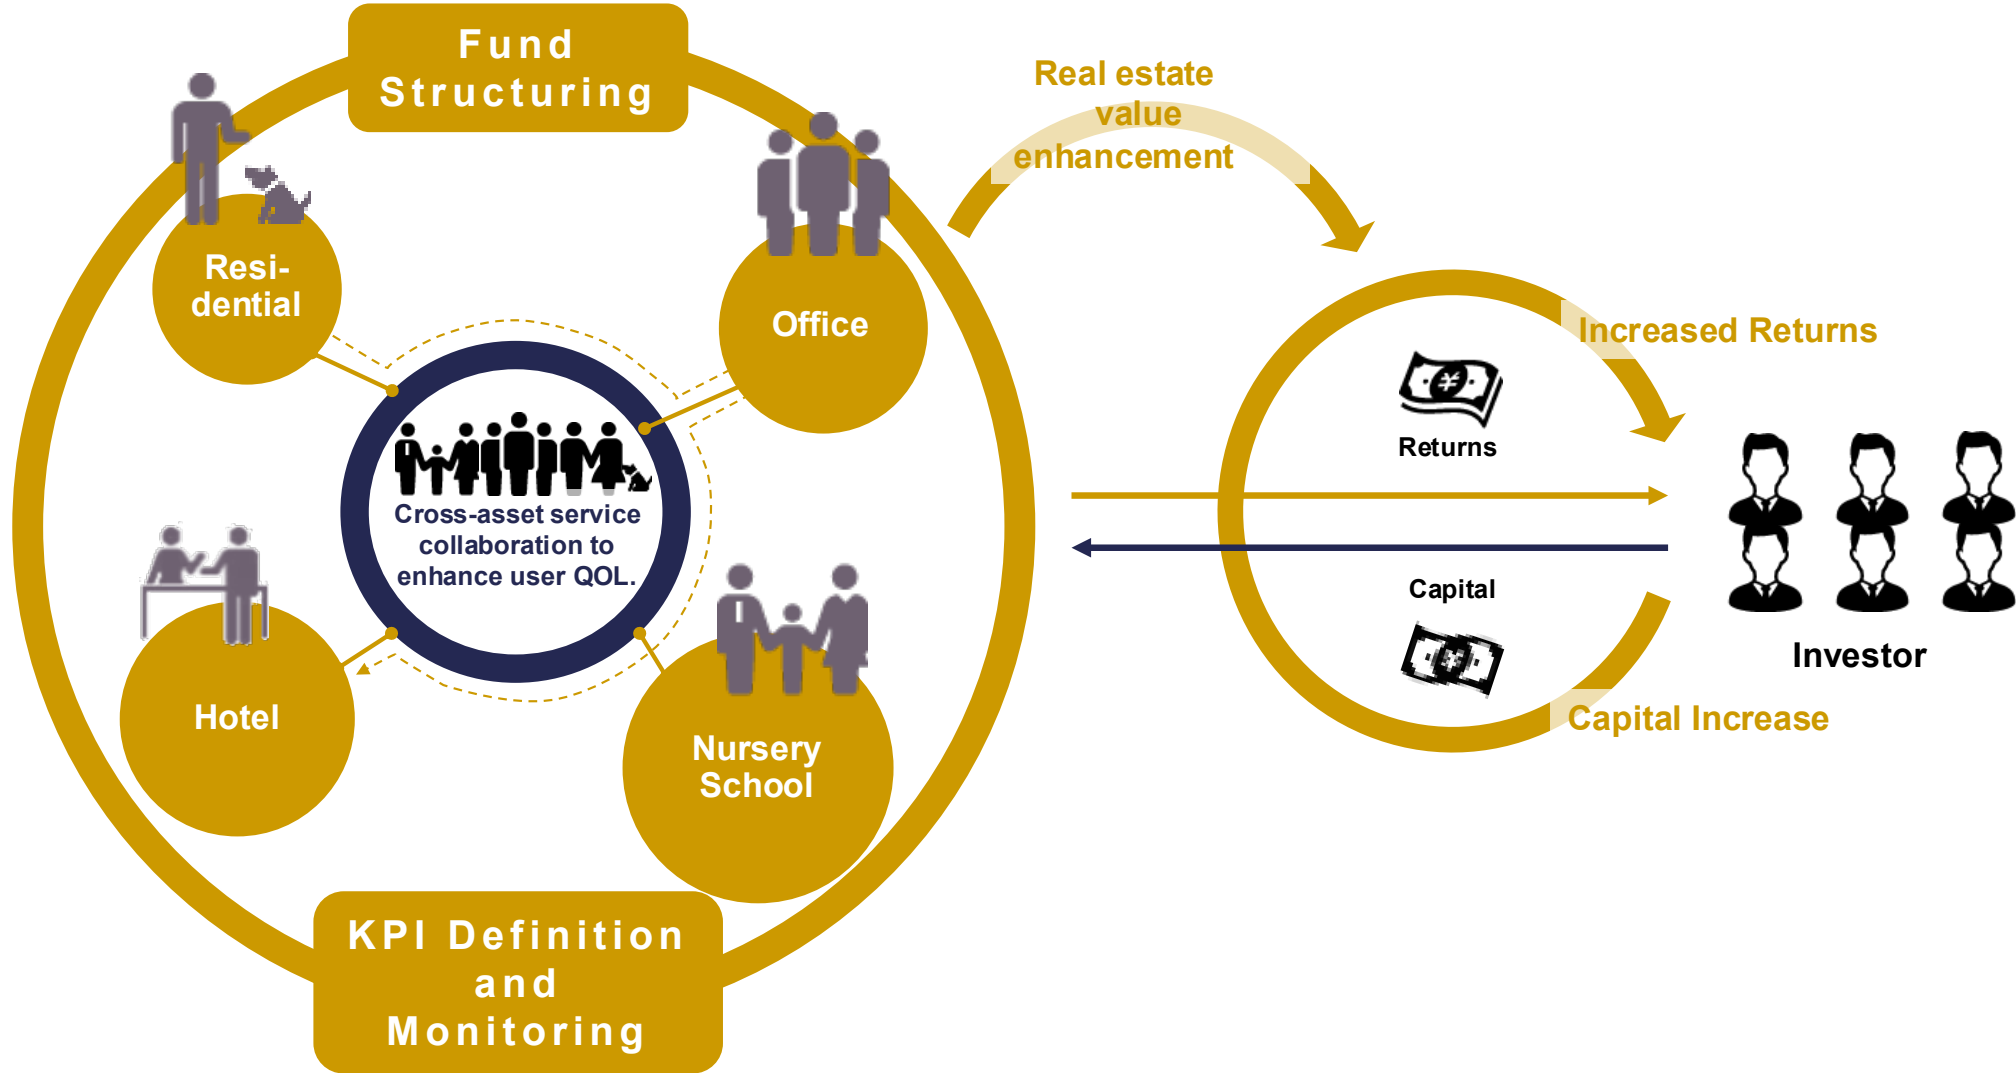 Fund
Structuring
Real estate
value
enhancement
Resi-
dential
Office
Increased Returns
Returns
Cross-asset service
collaboration to
enhance user QOL.
Capital
Investor
Hotel
Capital Increase
Nursery
School
KPI Definition
and
Monitoring